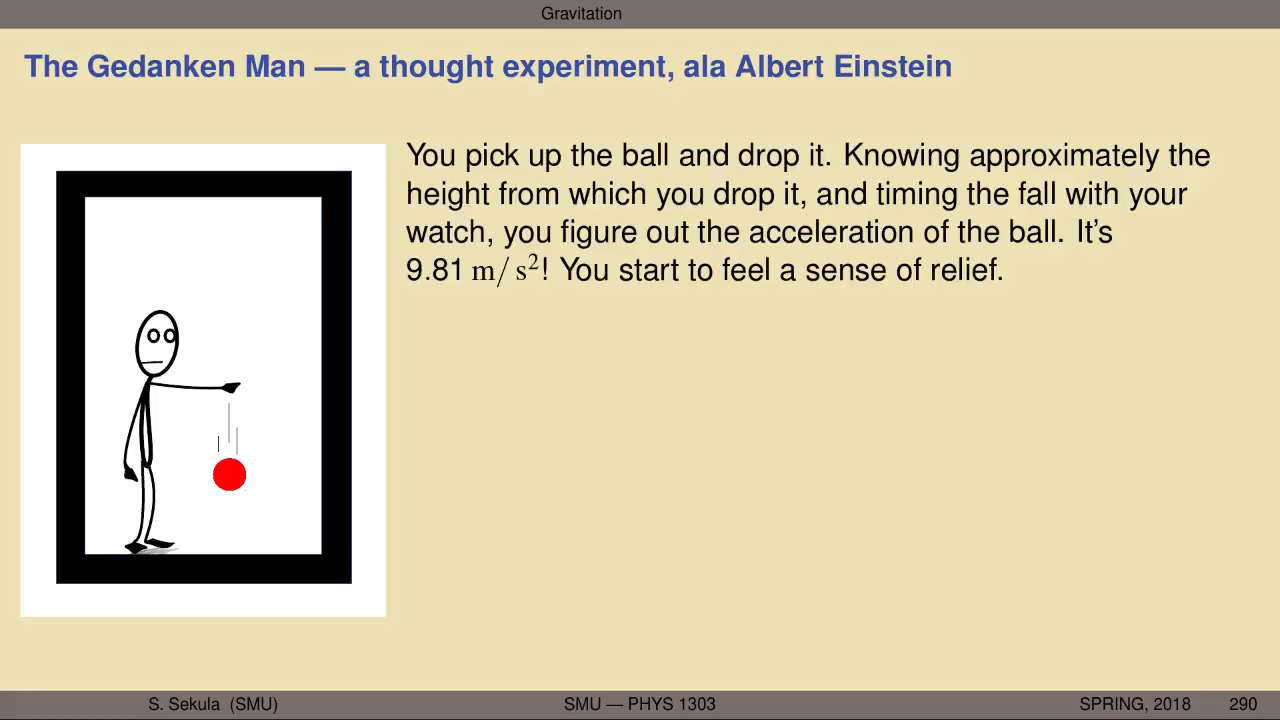 Gravitation
The Gedanken Man — a thought experiment, ala Albert Einstein
You pick up the ball and drop it. Knowing approximately the
height from which you drop it, and timing the fall with your
watch, you figure out the acceleration of the ball. It's
9.81 m/ s²! You start to feel a sense of relief.
S. Sekula (SMU) SMU — PHYS 1303 SPRING, 2018 290